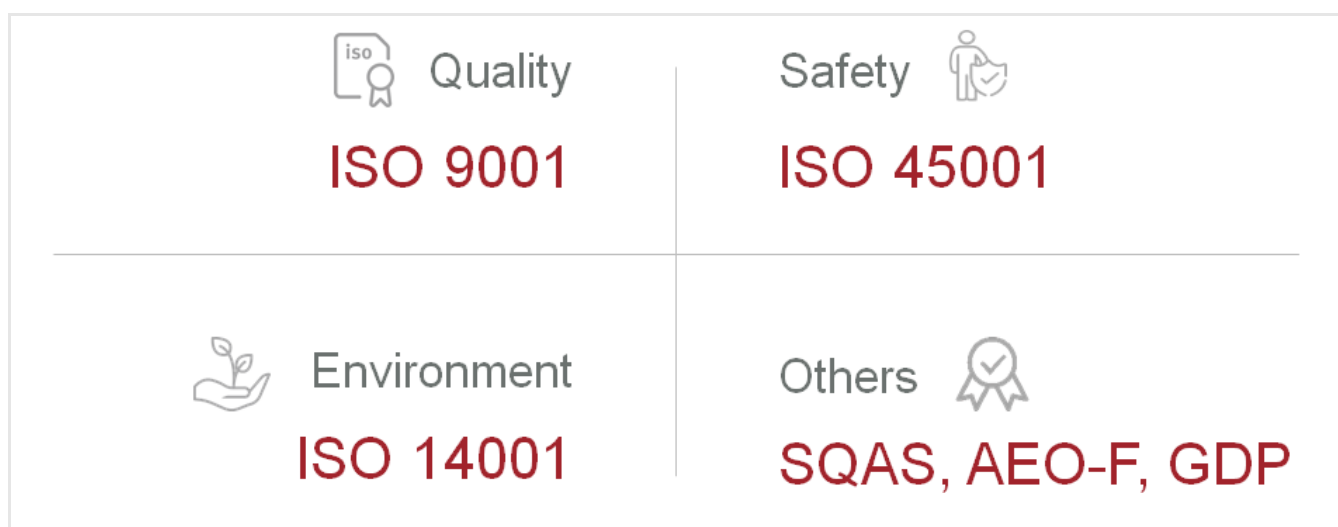 iso
Quality
ISO 9001
Safety
ISO 45001
Environment
ISO 14001
Others
SQAS, AEO-F, GDP